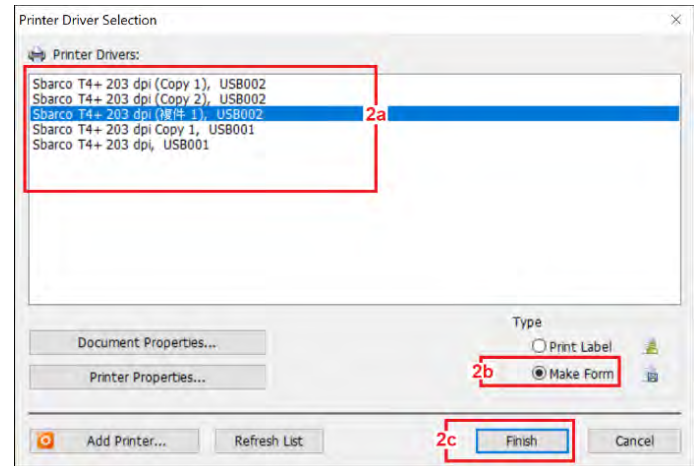 Printer Driver Selection
Printer Drivers:
Sbarco T4+ 203 dpi (Copy 1), USB002
Sbarco T4+ 203 dpi (Copy 2), USB002
Sbarco T4+ 203 dpi (複件 1), USB002
2a
Sbarco T4+ 203 dpi Copy 1, USB001
Sbarco T4+ 203 dpi, USB001
Type
Document Properties...
Print Label
Printer Properties...
2b
Make Form
Add Printer...
Refresh List
2c
Finish
Cancel